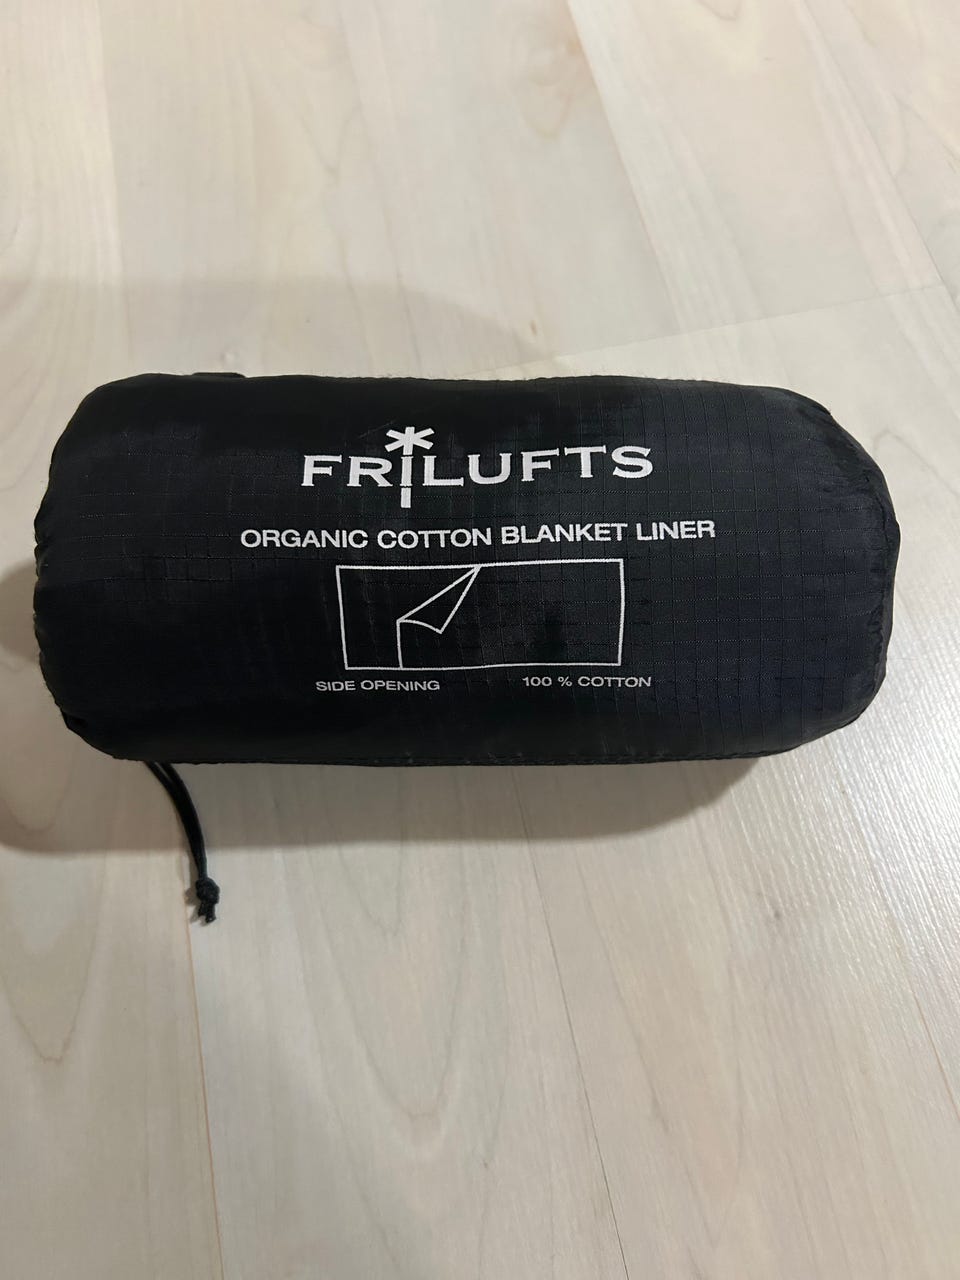 FRILUFTS
ORGANIC COTTON BLANKET LINER
SIDE OPENING
100 % COTTON